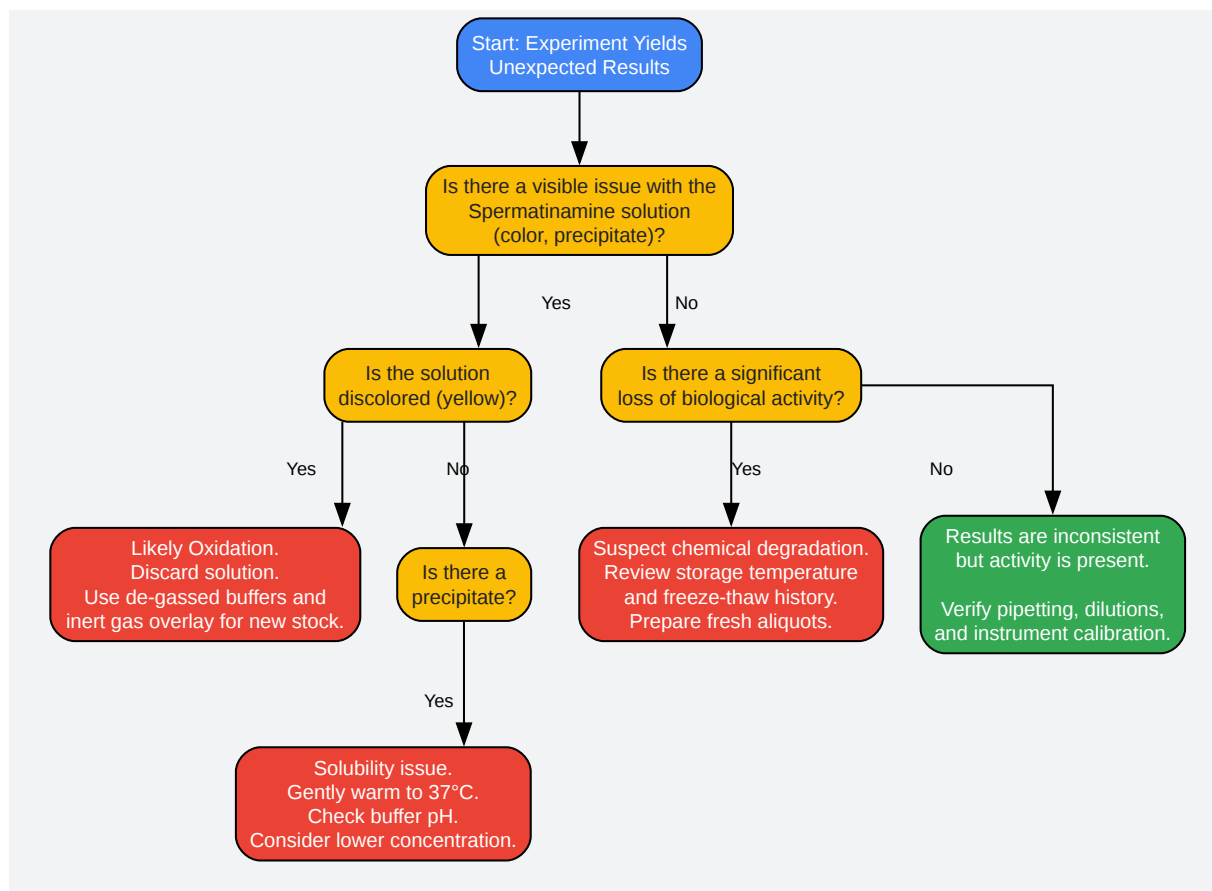 Start: Experiment Yields
Unexpected Results
Is there a visible issue with the
Spermatinamine solution
(color, precipitate)?
Yes
No
Is the solution
discolored (yellow)?
Is there a significant
loss of biological activity?
Yes
No
Yes
No
Likely Oxidation.
Discard solution.
Use de-gassed buffers and
inert gas overlay for new stock.
Is there a
precipitate?
Suspect chemical degradation.
Review storage temperature
and freeze-thaw history.
Prepare fresh aliquots.
Results are inconsistent
but activity is present.
Verify pipetting, dilutions,
and instrument calibration.
Yes
Solubility issue.
Gently warm to 37°C.
Check buffer pH.
Consider lower concentration.